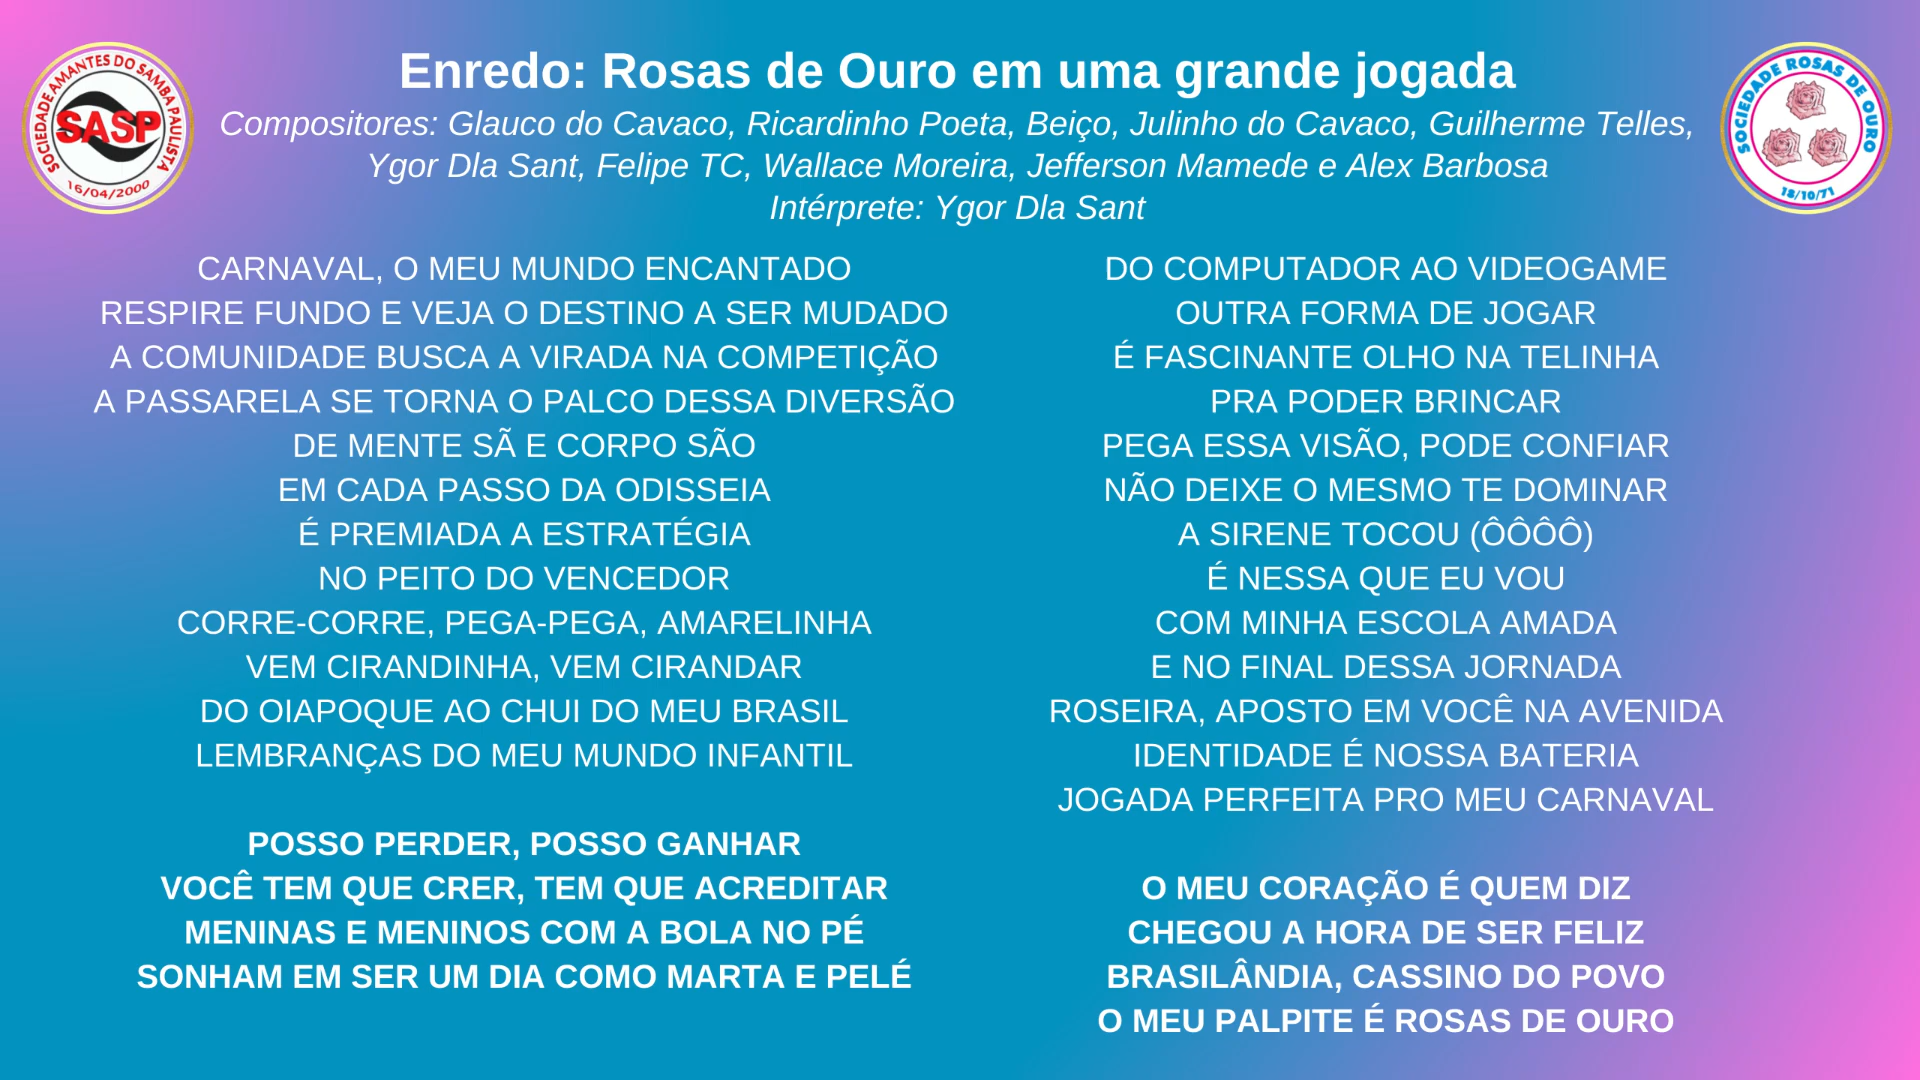 SOCIEDADE AMANTES DO SAMBA PAULISTA
SASP
16/04/2000
Enredo: Rosas de Ouro em uma grande jogada
Compositores: Glauco do Cavaco, Ricardinho Poeta, Beiço, Julinho do Cavaco, Guilherme Telles,
Ygor Dla Sant, Felipe TC, Wallace Moreira, Jefferson Mamede e Alex Barbosa
Intérprete: Ygor Dla Sant
SOCIEDADE ROSAS DE OURO
18/10/71
CARNAVAL, O MEU MUNDO ENCANTADO
RESPIRE FUNDO E VEJA O DESTINO A SER MUDADO
A COMUNIDADE BUSCA A VIRADA NA COMPETIÇÃO
A PASSARELA SE TORNA O PALCO DESSA DIVERSÃO
DE MENTE SÃ E CORPO SÃO
EM CADA PASSO DA ODISSEIA
É PREMIADA A ESTRATÉGIA
NO PEITO DO VENCEDOR
CORRE-CORRE, PEGA-PEGA, AMARELINHA
VEM CIRANDINHA, VEM CIRANDAR
DO OIAPOQUE AO CHUI DO MEU BRASIL
LEMBRANÇAS DO MEU MUNDO INFANTIL
POSSO PERDER, POSSO GANHAR
VOCÊ TEM QUE CRER, TEM QUE ACREDITAR
MENINAS E MENINOS COM A BOLA NO PÉ
SONHAM EM SER UM DIA COMO MARTA E PELÉ
DO COMPUTADOR AO VIDEOGAME
OUTRA FORMA DE JOGAR
É FASCINANTE OLHO NA TELINHA
PRA PODER BRINCAR
PEGA ESSA VISÃO, PODE CONFIAR
NÃO DEIXE O MESMO TE DOMINAR
A SIRENE TOCOU (ÔÔÔÔ)
É NESSA QUE EU VOU
COM MINHA ESCOLA AMADA
E NO FINAL DESSA JORNADA
ROSEIRA, APOSTO EM VOCÊ NA AVENIDA
IDENTIDADE É NOSSA BATERIA
JOGADA PERFEITA PRO MEU CARNAVAL
O MEU CORAÇÃO É QUEM DIZ
CHEGOU A HORA DE SER FELIZ
BRASILÂNDIA, CASSINO DO POVO
O MEU PALPITE É ROSAS DE OURO